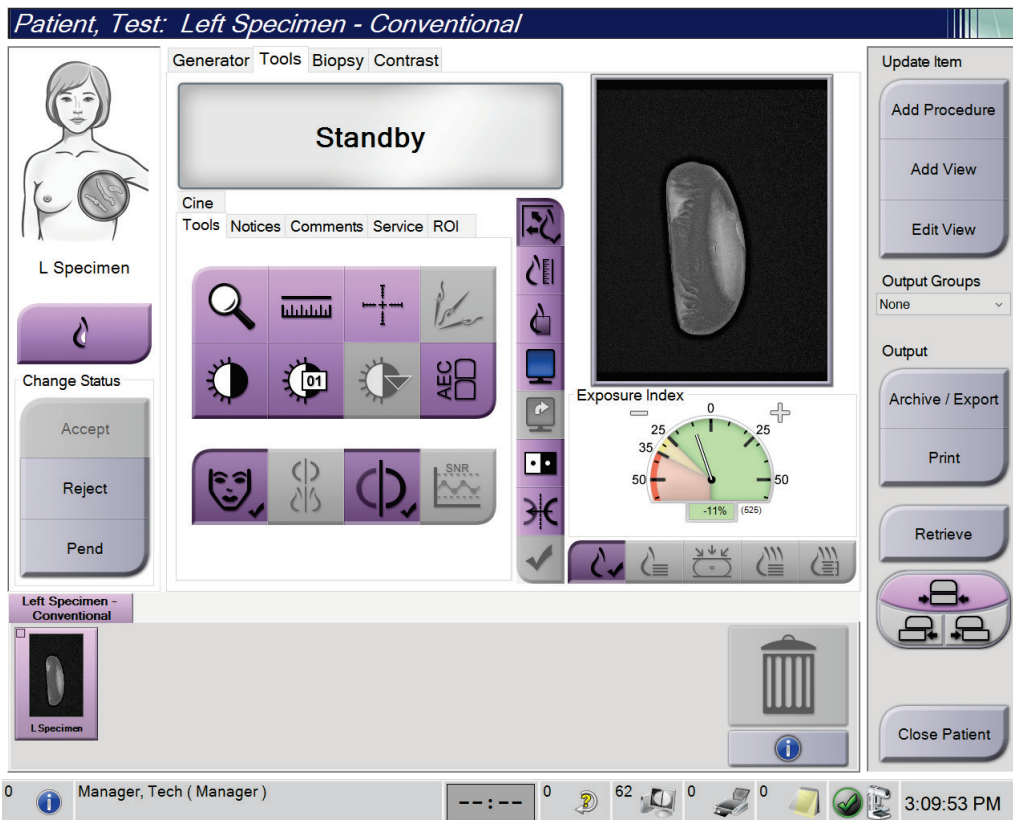 Patient, Test: Left Specimen - Conventional
Generator Tools Biopsy Contrast
Standby
Cine
Tools Notices Comments Service ROI
01
AEC
SNR
L Specimen
Change Status
Accept
Reject
Pend
Exposure Index
0
25 25
35
50 50
-11% (525)
Update Item
Add Procedure
Add View
Edit View
Output Groups
None
Output
Archive / Export
Print
Retrieve
Close Patient
Left Specimen -
Conventional
L Specimen
0 Manager, Tech ( Manager ) --:-- 0 62 0 0 3:09:53 PM